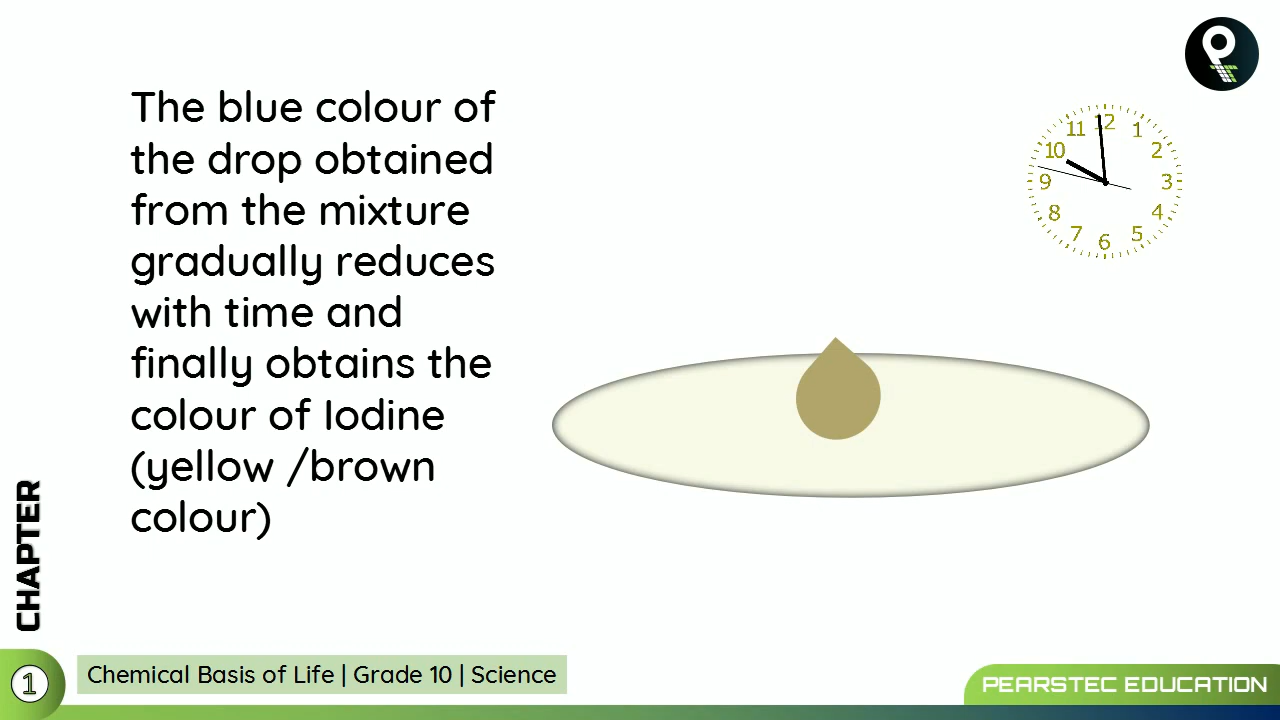 The blue colour of
the drop obtained
from the mixture
gradually reduces
with time and
finally obtains the
colour of Iodine
(yellow /brown
colour)
12
1
2
3
4
5
6
7
8
9
10
11
CHAPTER
1
Chemical Basis of Life | Grade 10 | Science
PEARSTEC EDUCATION